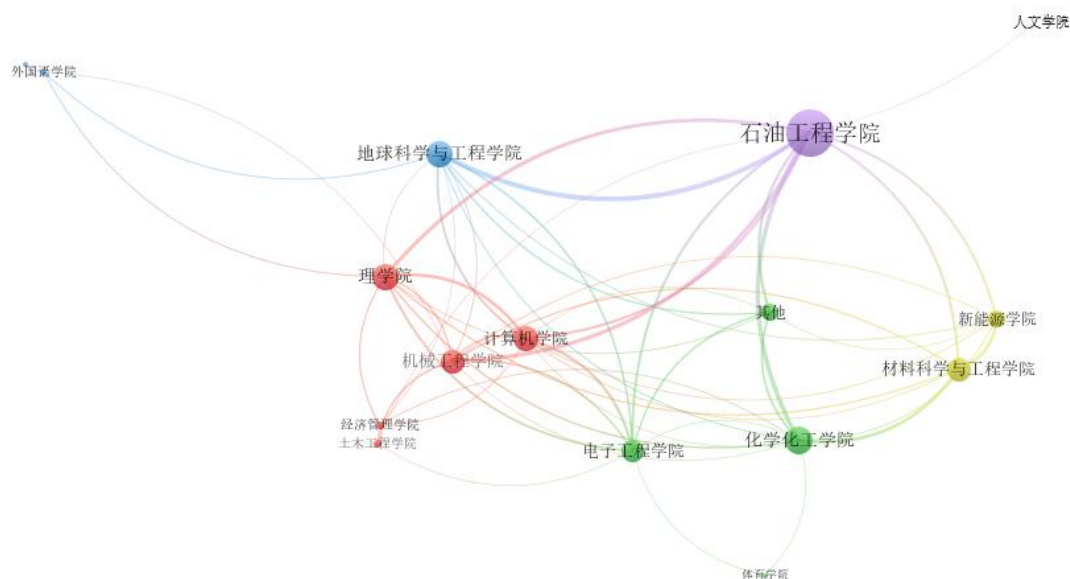 人文学院
外国语学院
石油工程学院
地球科学与工程学院
理学院
其他
新能源学院
计算机学院
机械工程学院
材料科学与工程学院
经济管理学院
土木工程学院
化学化工学院
电子工程学院
体育学院